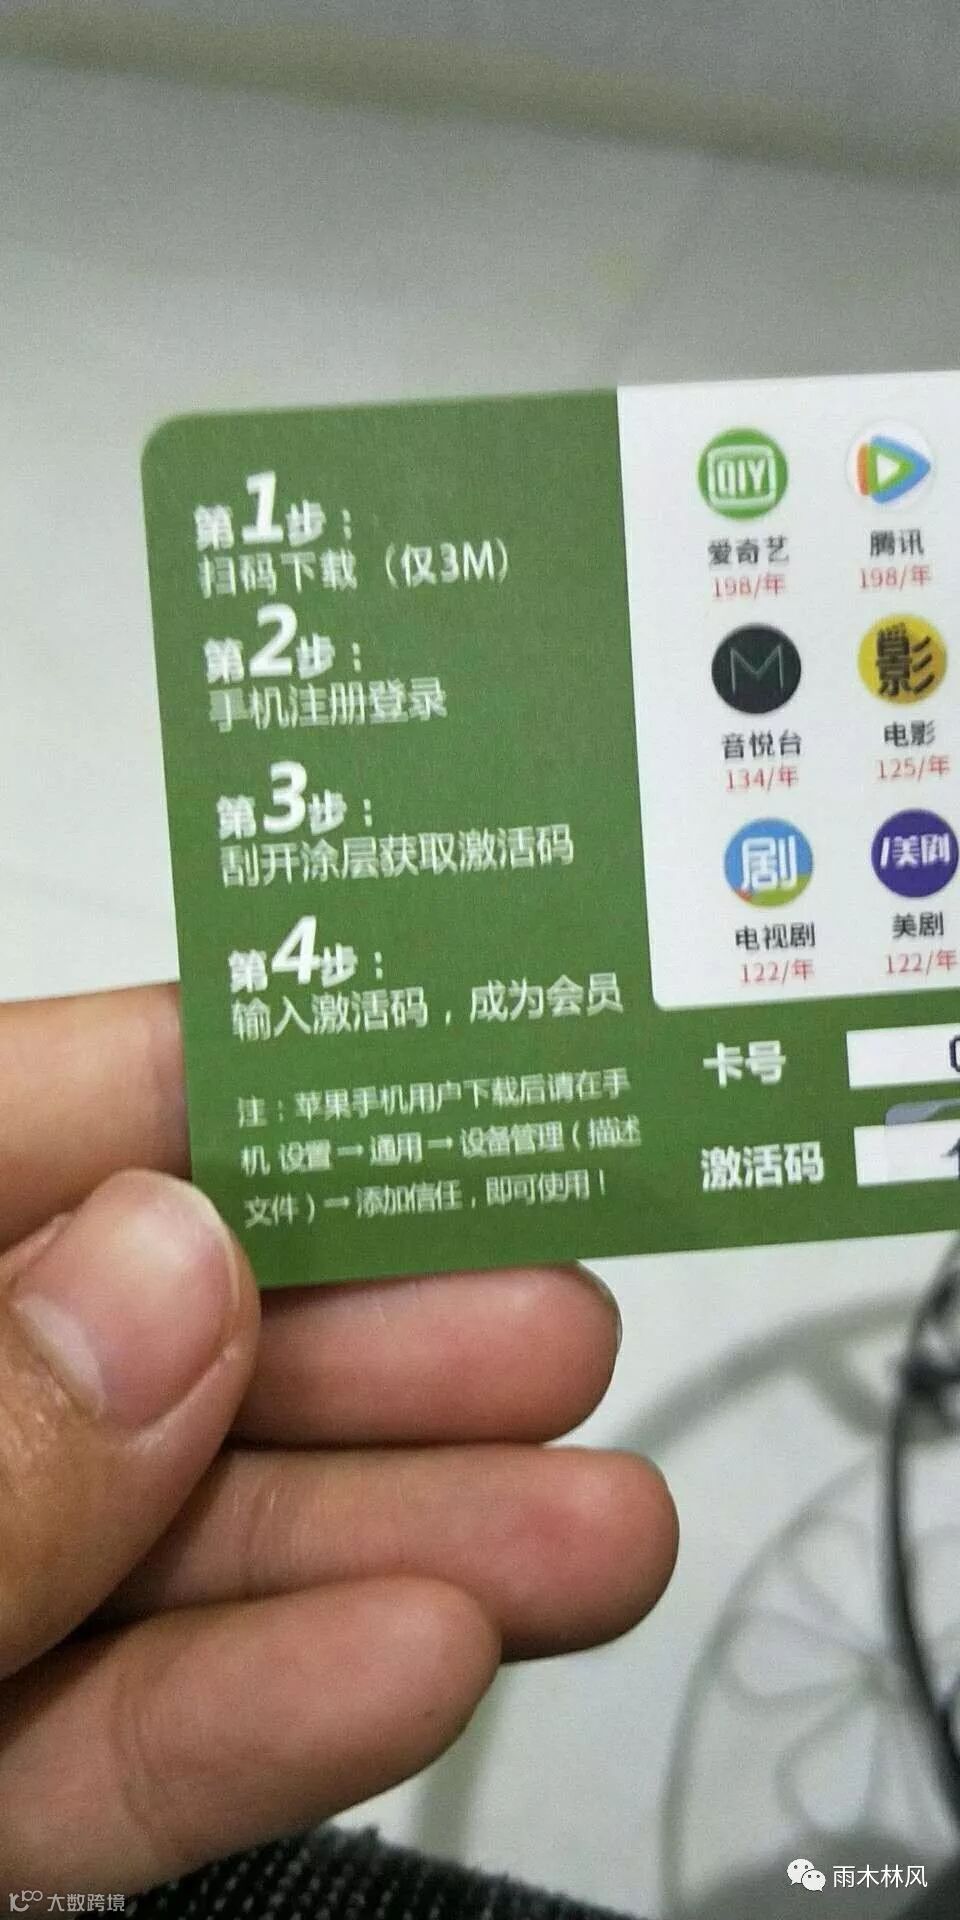 第1步：
扫码下载（仅3M）
第2步：
手机注册登录
第3步：
刮开涂层获取激活码
第4步：
输入激活码，成为会员
注：苹果手机用户下载后请在手
机 设置→通用→设备管理（描述
文件）→添加信任，即可使用！
QIY
爱奇艺
198/年
腾讯
198/年
M
音悦台
134/年
影
电影
125/年
剧
电视剧
122/年
美剧
美剧
122/年
卡号
激活码
雨木林风
大数跨境